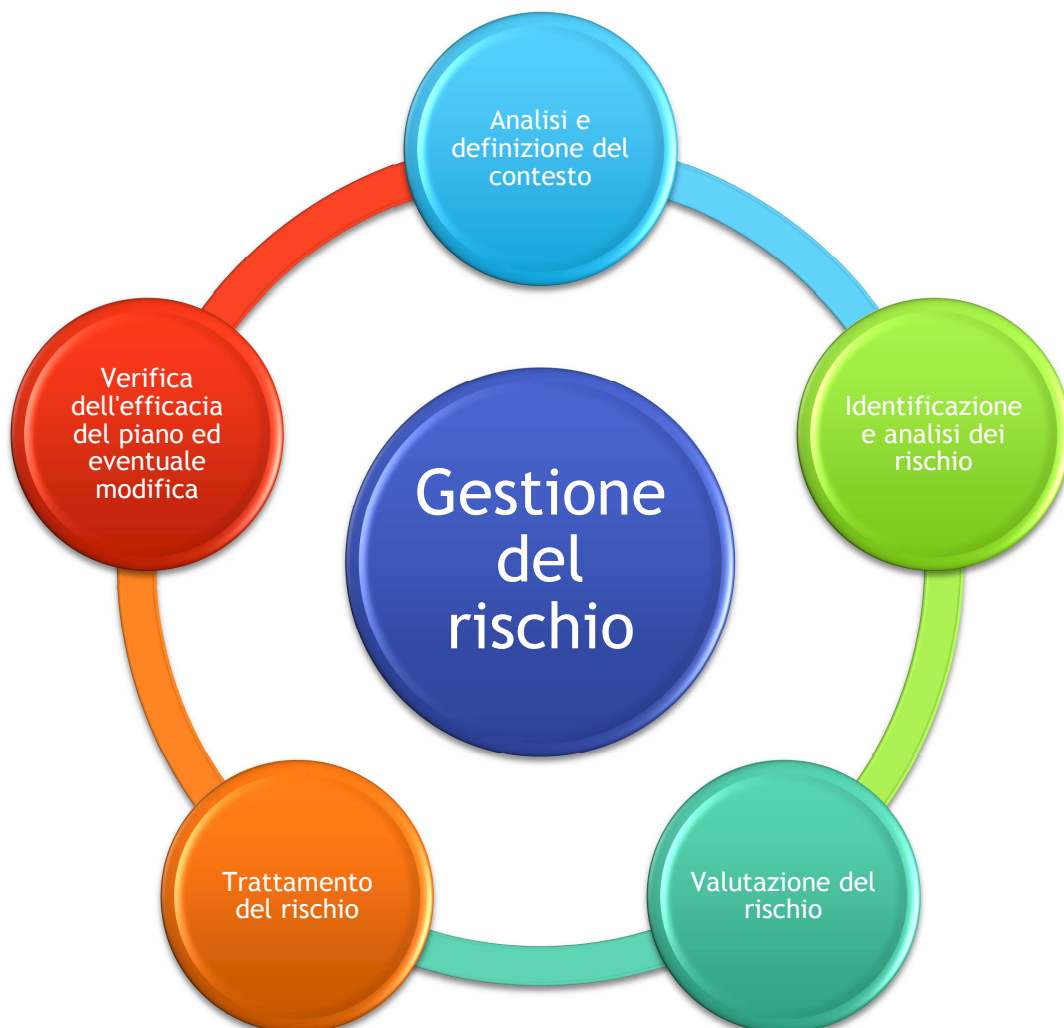 Analisi e
definizione del
contesto
Identificazione
e analisi dei
rischio
Valutazione del
rischio
Trattamento
del rischio
Verifica
dell'efficacia
del piano ed
eventuale
modifica
Gestione
del
rischio